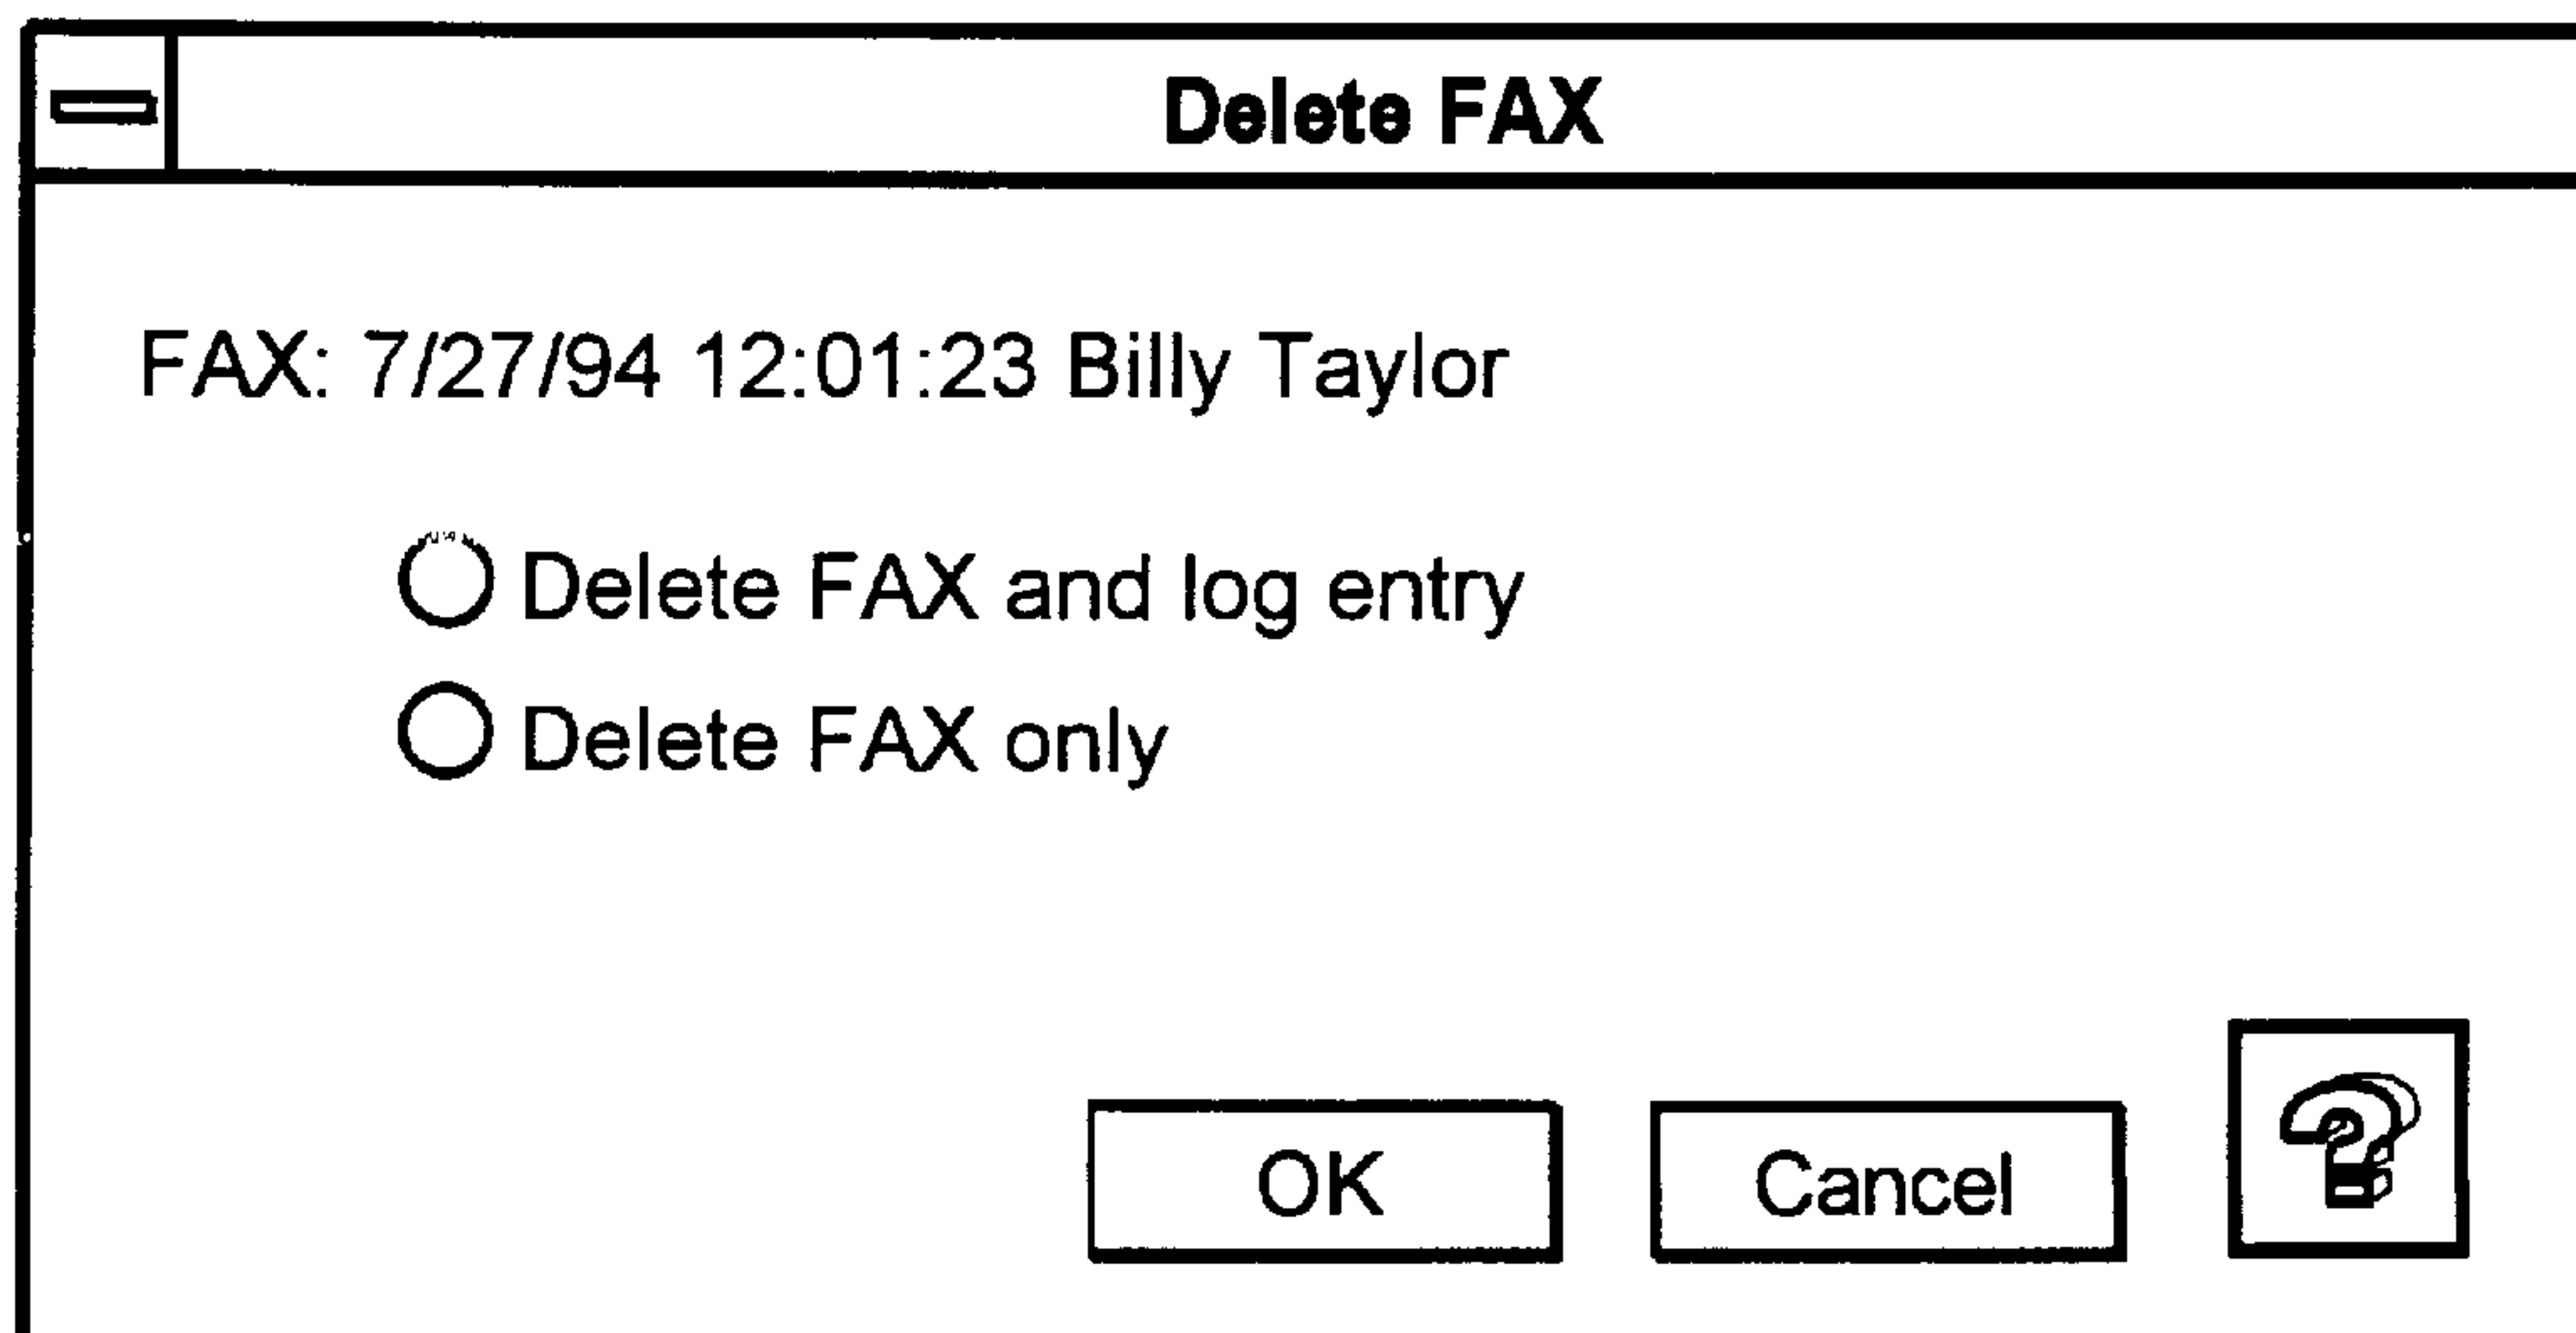 Delete FAX
FAX: 7/27/94 12:01:23 Billy Taylor
Delete FAX and log entry
Delete FAX only
OK Cancel ?